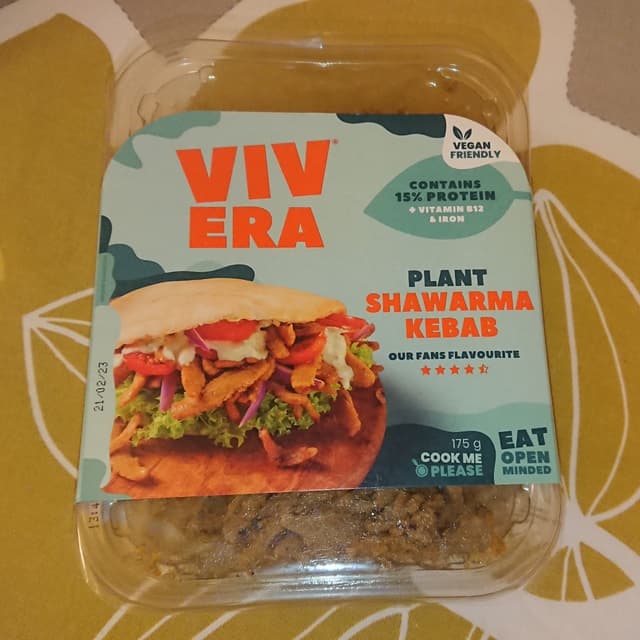 VIV
ERA
VEGAN
FRIENDLY
CONTAINS
15% PROTEIN
+ VITAMIN B12
& IRON
PLANT
SHAWARMA
KEBAB
OUR FANS FLAVOURITE
21/02/23
175 g
COOK ME
PLEASE
EAT
OPEN
MINDED